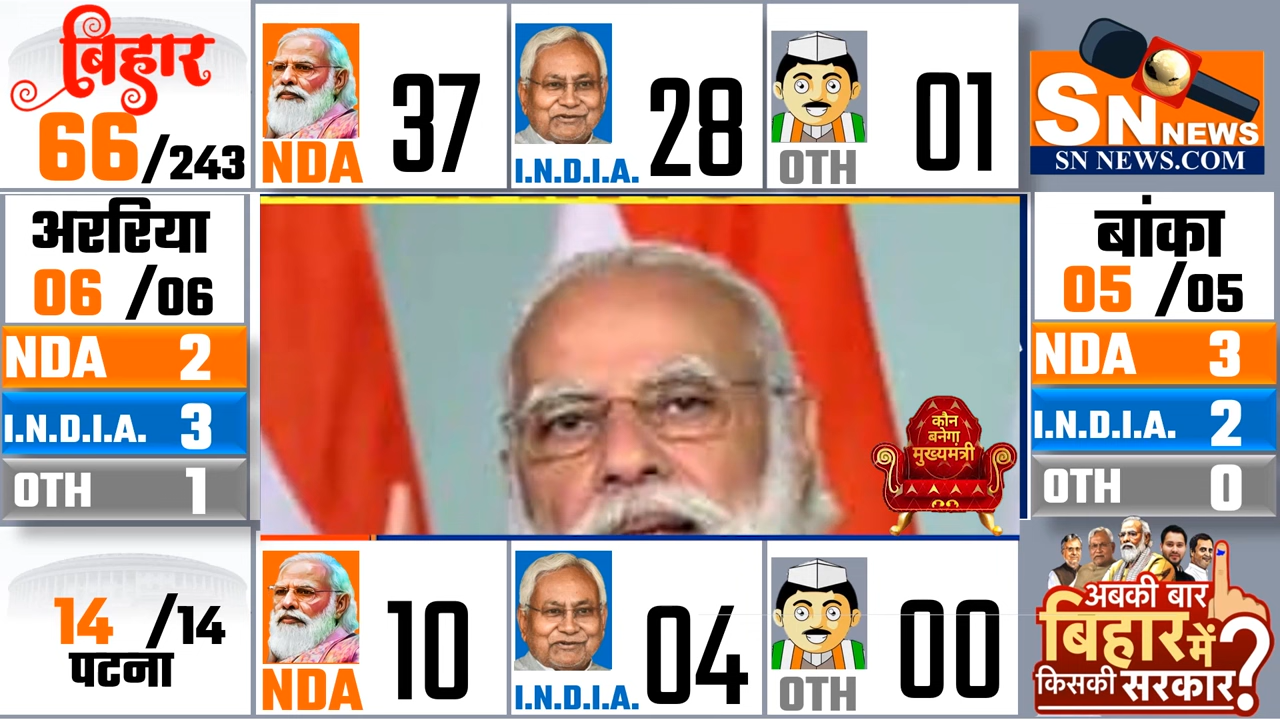 बिहार
66/243
NDA
37
I.N.D.I.A.
28
OTH
01
SN NEWS
SN NEWS.COM
अररिया
06 /06
NDA 2
I.N.D.I.A. 3
OTH 1
कौन
बनेगा
मुख्यमंत्री
??
बांका
05 /05
NDA 3
I.N.D.I.A. 2
OTH 0
14 /14
पटना
NDA
10
I.N.D.I.A.
04
OTH
00
अबकी बार
बिहार में
किसकी सरकार?